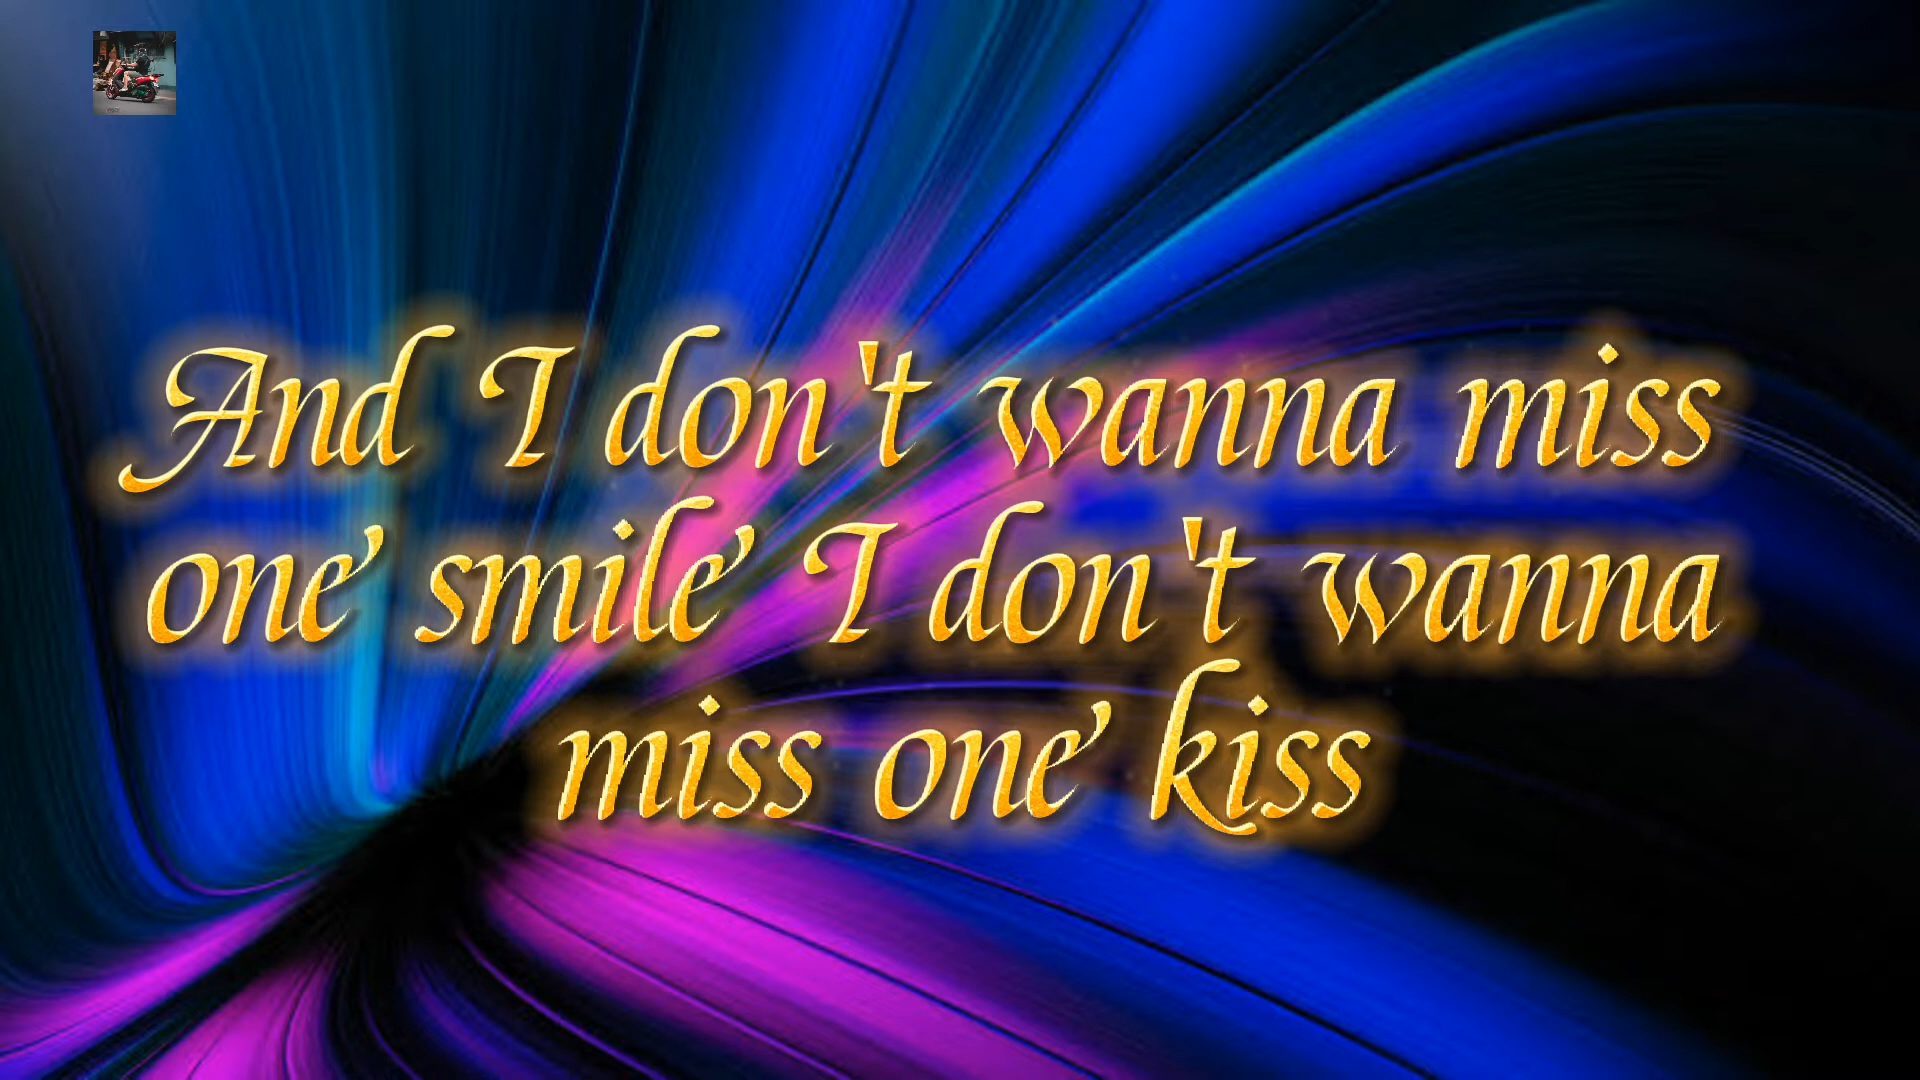 And I don't wanna miss
one smile I don't wanna
miss one kiss